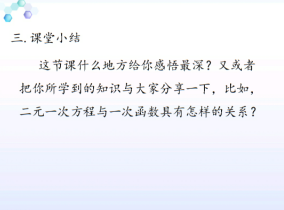 三.课堂小结
这节课什么地方给你感悟最深？又或者
把你所学到的知识与大家分享一下，比如，
二元一次方程与一次函数具有怎样的关系？